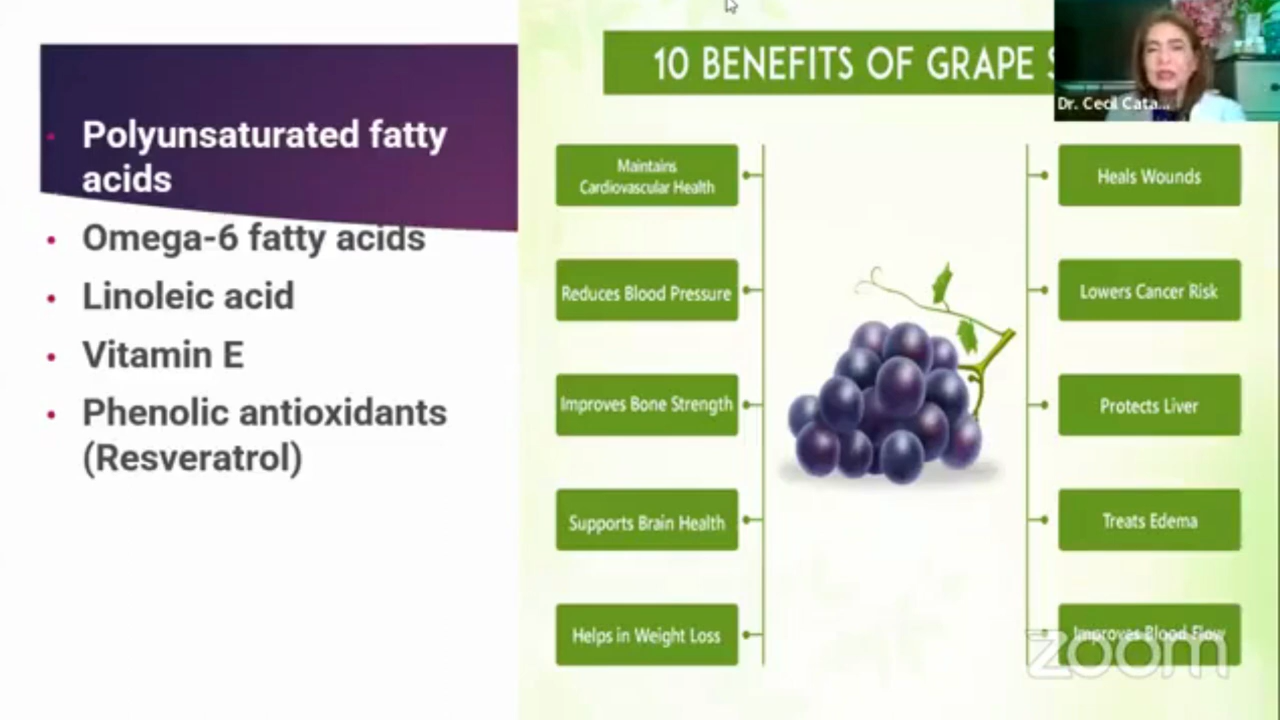 Polyunsaturated fatty
acids
Omega-6 fatty acids
Linoleic acid
Vitamin E
Phenolic antioxidants
(Resveratrol)
10 BENEFITS OF GRAPE
Dr. Cecil Cata...
Maintains
Cardiovascular Health
Reduces Blood Pressure
Improves Bone Strength
Supports Brain Health
Helps in Weight Loss
Heals Wounds
Lowers Cancer Risk
Protects Liver
Treats Edema
Improves Blood Flow
zoom